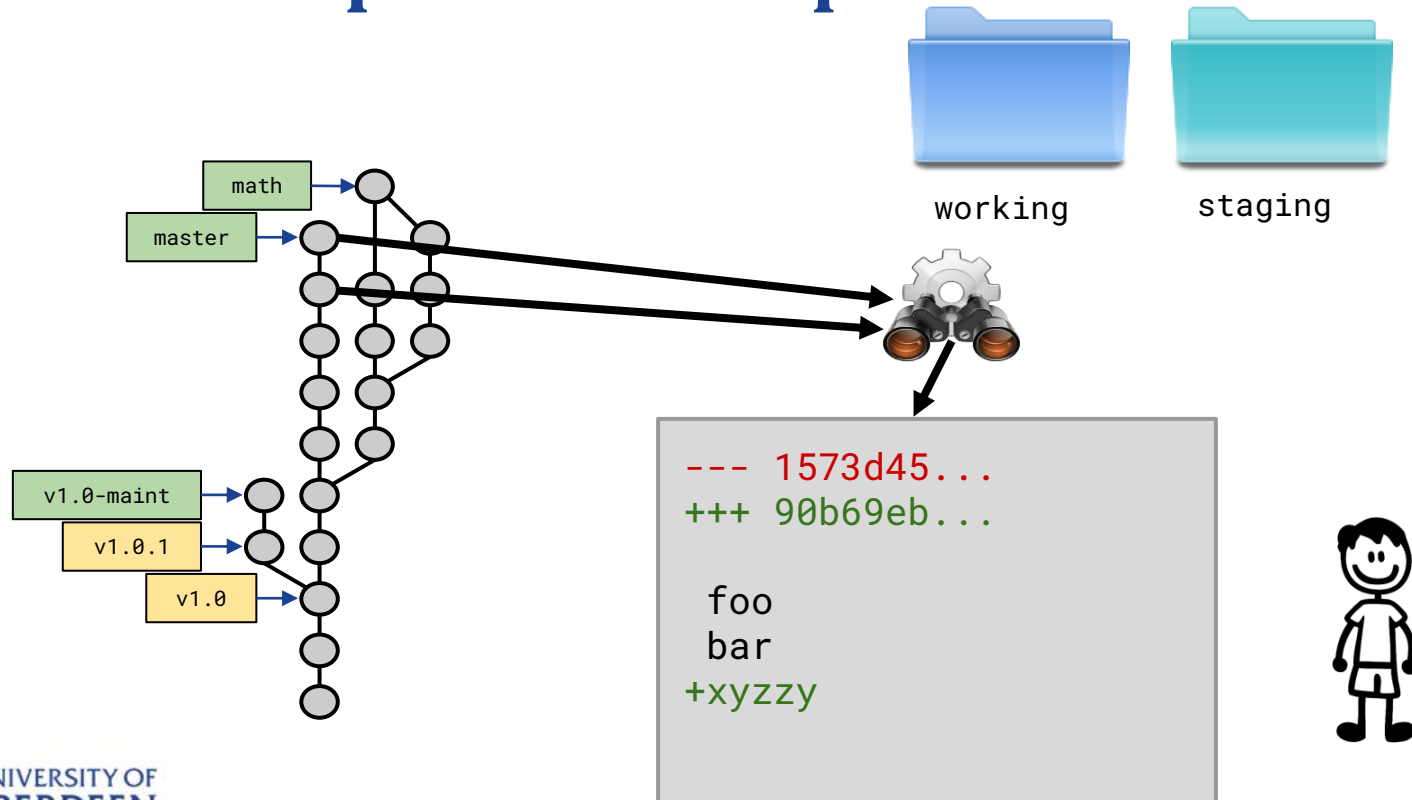 working
staging
math
master
v1.0-maint
v1.0.1
v1.0
--- 1573d45...
+++ 90b69eb...
foo
bar
+xyzzy